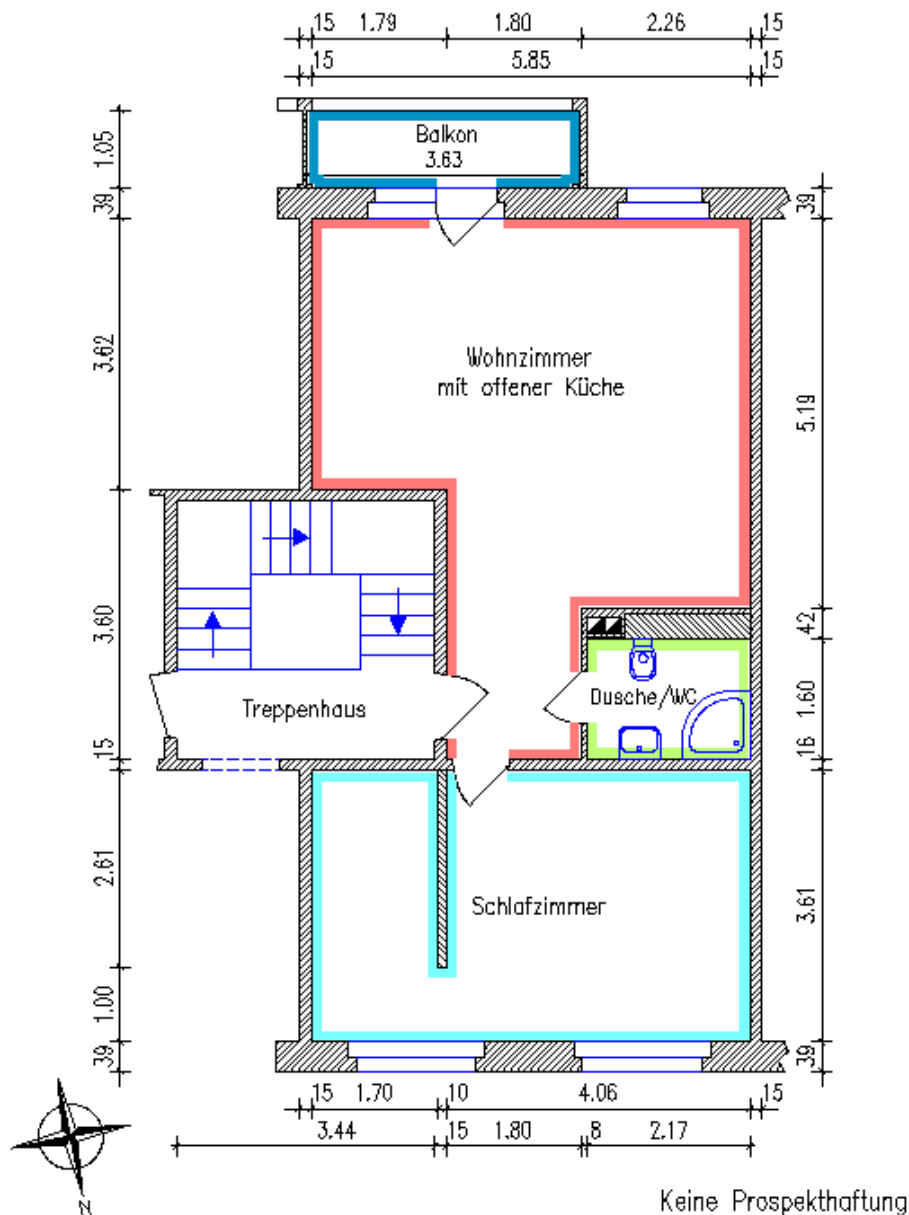 15 1.79 1.80 2.26 15
15 5.85 15
Balkon
3.63
1.05
39
39
3.62
Wohnzimmer
mit offener Küche
5.19
3.60
42
Dusche/WC
1.60
Treppenhaus
15
16
2.61
Schlafzimmer
3.61
1.00
39
39
15 1.70 10 4.06 15
3.44 15 1.80 8 2.17
N
Keine Prospekthaftung